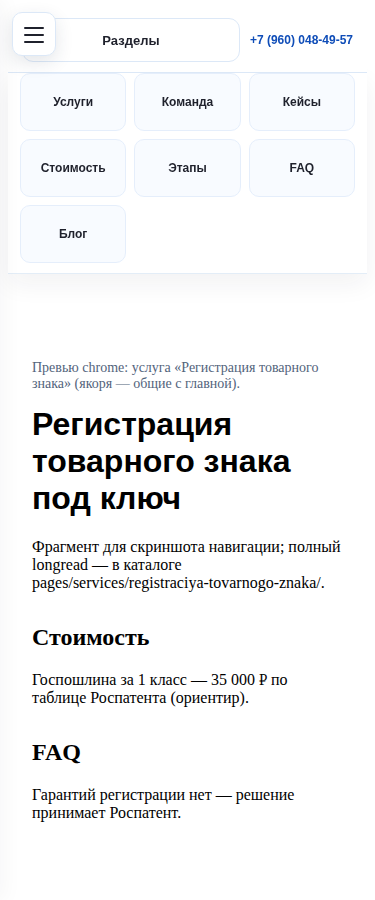 Разделы
+7 (960) 048-49-57
Услуги
Команда
Кейсы
Стоимость
Этапы
FAQ
Блог
Превью chrome: услуга «Регистрация товарного
знака» (якоря — общие с главной).
Регистрация
товарного знака
под ключ
Фрагмент для скриншота навигации; полный
longread — в каталоге
pages/services/registraciya-tovarnogo-znaka/.
Стоимость
Госпошлина за 1 класс — 35 000 ₽ по
таблице Роспатента (ориентир).
FAQ
Гарантий регистрации нет — решение
принимает Роспатент.